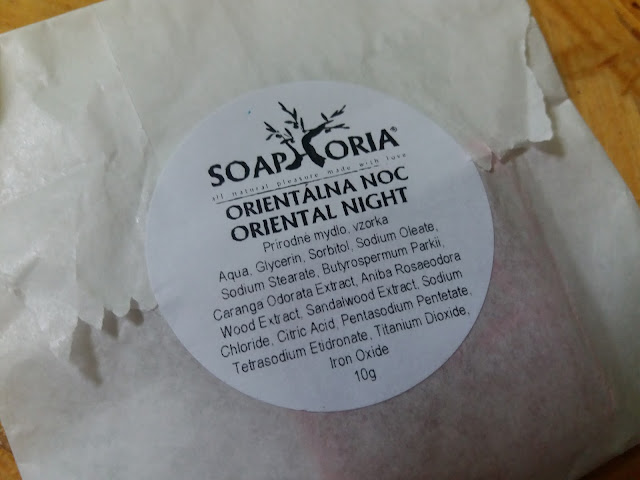 SOAPHORIA®
all natural pleasure made with love
ORIENTÁLNA NOC
ORIENTAL NIGHT
Prirodne mydlo, vzorka
Aqua, Glycerin, Sorbitol, Sodium Oleate,
Sodium Stearate, Butyrospermum Parkii,
Caranga Odorata Extract, Aniba Rosaeodora
Wood Extract, Sandalwood Extract, Sodium
Chloride, Citric Acid, Pentasodium Pentetate,
Tetrasodium Etidronate, Titanium Dioxide,
Iron Oxide
10g